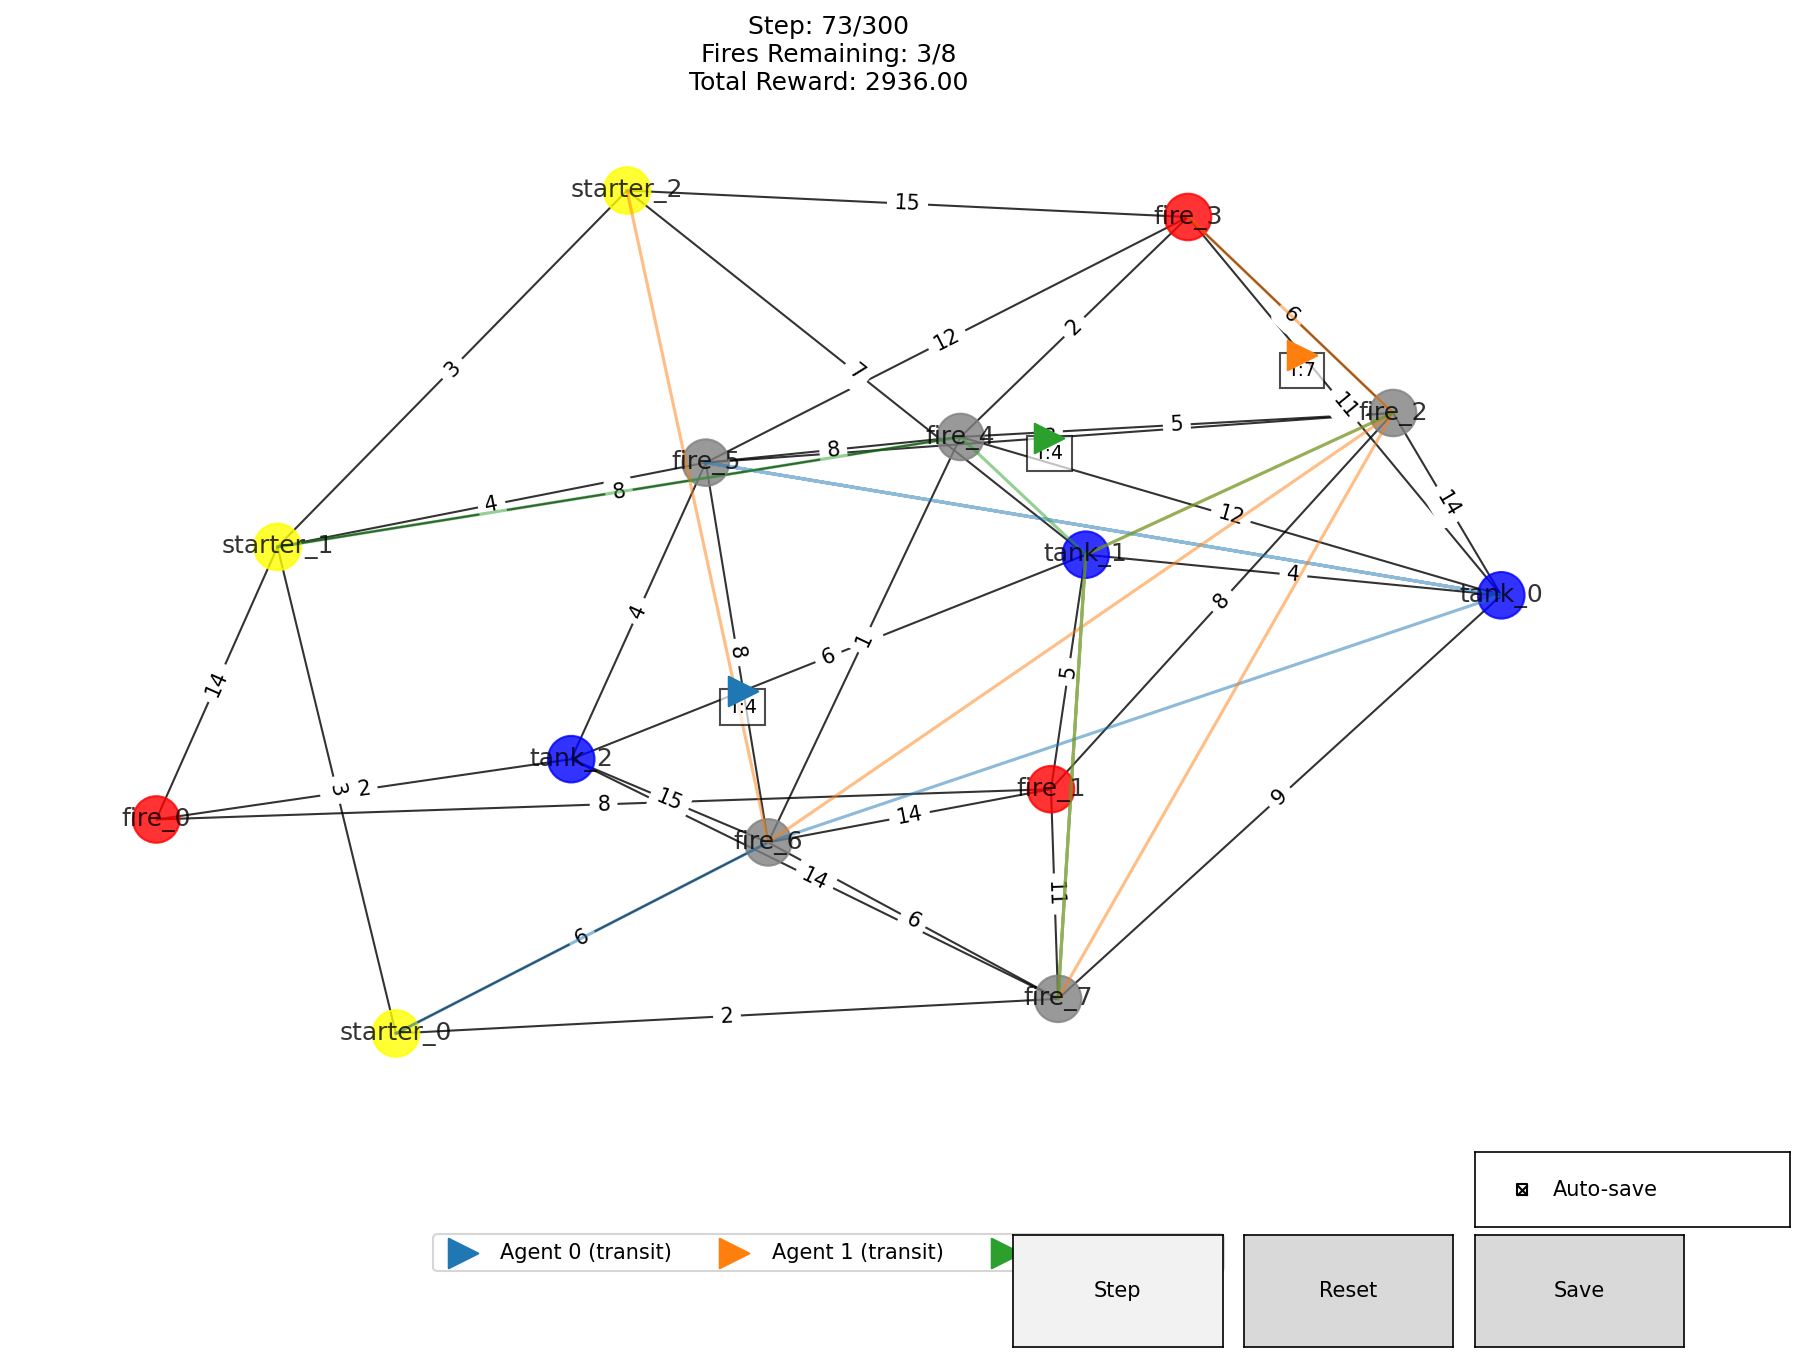 Step: 73/300
Fires Remaining: 3/8
Total Reward: 2936.00
starter_2
15
fire_3
6
2
12
3
7
T:7
11
fire_2
5
fire_4
8
T:4
fire_5
4
8
14
12
starter_1
tank_1
4
tank_0
8
4
1
8
6
5
14
T:4
tank_2
3
2
15
fire_1
9
8
14
fire_0
fire_6
14
11
6
6
fire_7
2
starter_0
Auto-save
Agent 0 (transit)
Agent 1 (transit)
Step
Reset
Save